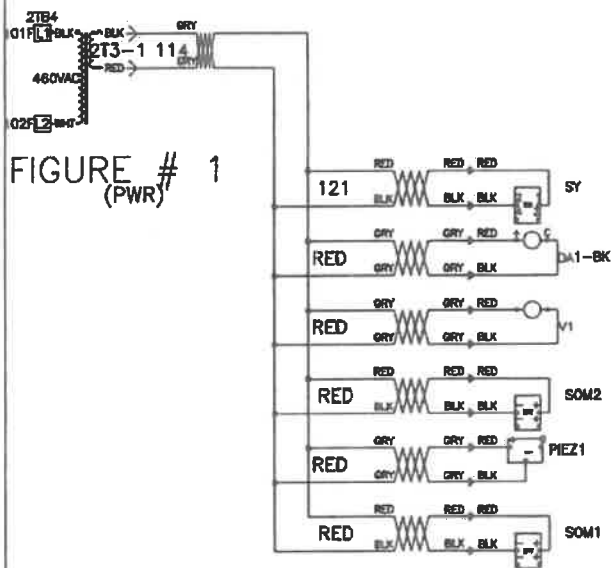 2TB4
GRY
01F L1 BLK BLK
2T3-1 114
GRY
RED
460VAC
02F L2 WHT
FIGURE # 1
(PWR)
RED RED RED
SY
121
BLK BLK BLK
GRY GRY RED
RED
DA1-BK
GRY GRY BLK
GRY GRY RED
RED
V1
GRY GRY BLK
RED RED RED
SOM2
RED
BLK BLK BLK
GRY GRY RED
PIEZ1
RED
GRY GRY BLK
RED RED RED
SOM1
RED
BLK BLK BLK